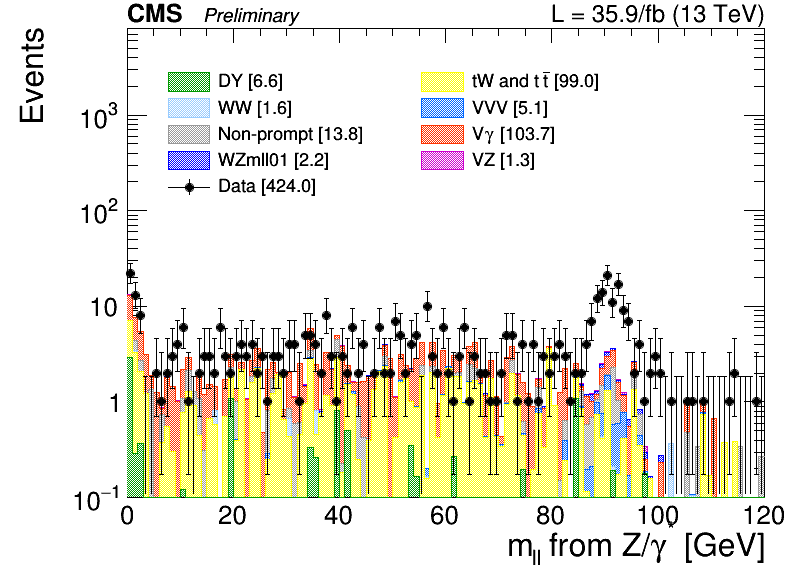 CMS Preliminary L = 35.9/fb (13 TeV)
Events
DY [6.6]
WW [1.6]
Non-prompt [13.8]
WZmll01 [2.2]
Data [424.0]
tW and tt̄ [99.0]
VVV [5.1]
Vγ [103.7]
VZ [1.3]
10³
10²
10
1
10⁻¹
0 20 40 60 80 100 120
m_ll from Z/γ* [GeV]